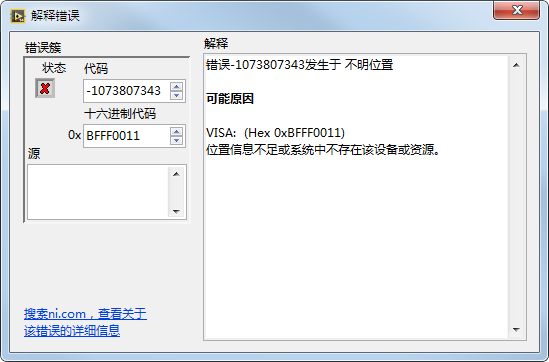 解释错误
错误簇
状态
代码
-1073807343
十六进制代码
0x BFFF0011
源
搜索ni.com，查看关于
该错误的详细信息
解释
错误-1073807343发生于 不明位置
可能原因
VISA:  (Hex 0xBFFF0011)
位置信息不足或系统中不存在该设备或资源。